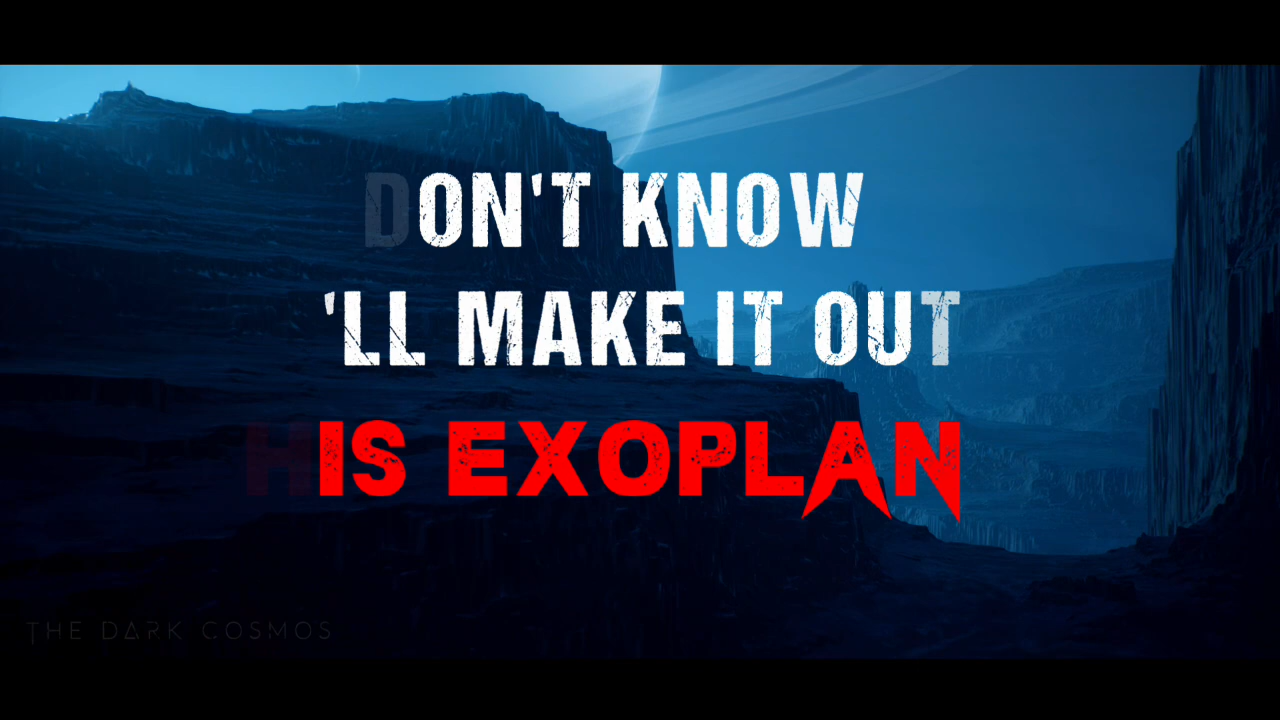 DON'T KNOW
'LL MAKE IT OUT
HIS EXOPLAN
THE DARK COSMOS